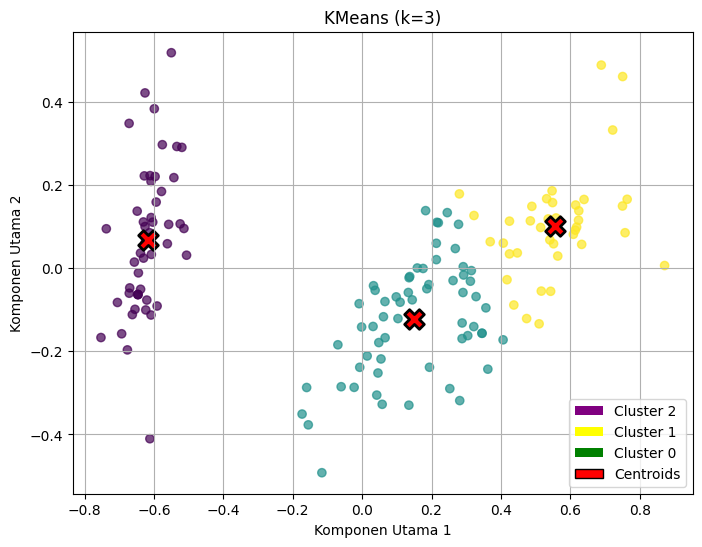 KMeans (k=3)
Komponen Utama 2
0.4
0.2
0.0
−0.2
−0.4
Cluster 2
Cluster 1
Cluster 0
Centroids
−0.8
−0.6
−0.4
−0.2
0.0
0.2
0.4
0.6
0.8
Komponen Utama 1